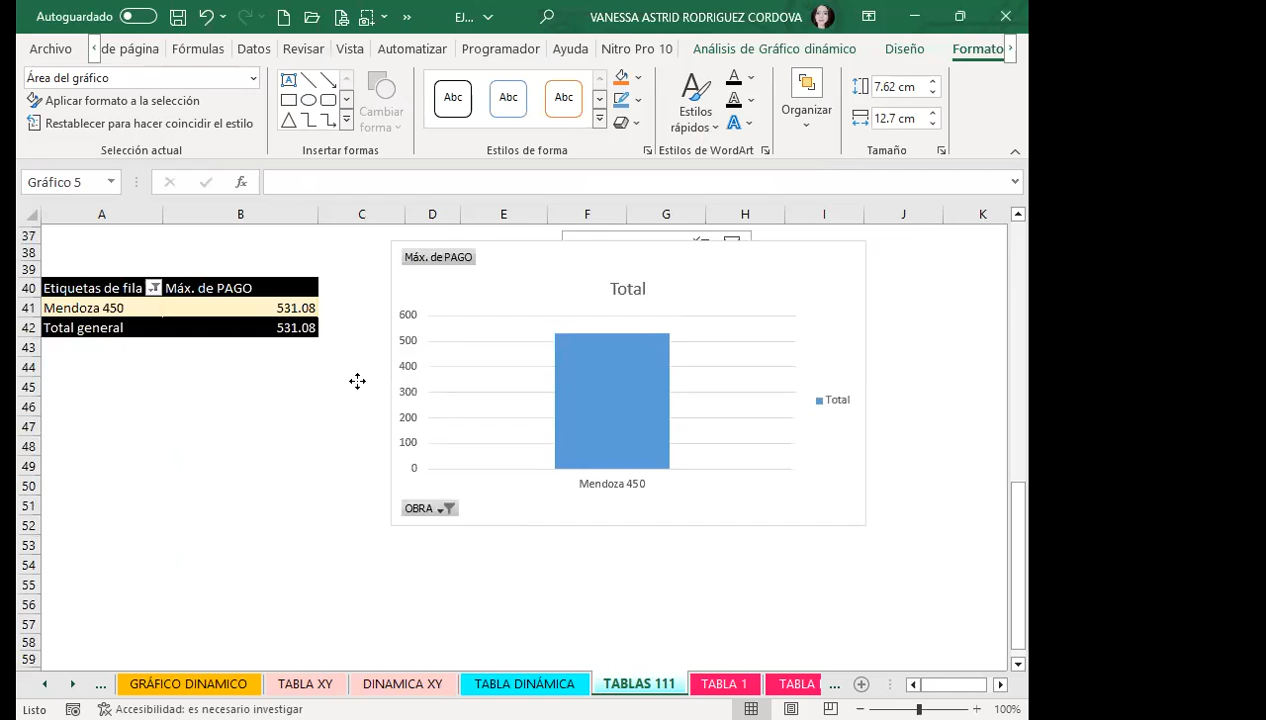 Autoguardado
EJ...
VANESSA ASTRID RODRIGUEZ CORDOVA
Archivo
de página
Fórmulas
Datos
Revisar
Vista
Automatizar
Programador
Ayuda
Nitro Pro 10
Análisis de Gráfico dinámico
Diseño
Formato
Área del gráfico
Aplicar formato a la selección
Restablecer para hacer coincidir el estilo
Selección actual
Cambiar
forma
Insertar formas
Abc
Abc
Abc
Estilos de forma
Estilos
rápidos
Estilos de WordArt
Organizar
7.62 cm
12.7 cm
Tamaño
Gráfico 5
fx
A B C D E F G H I J K
37
38
39
40 Etiquetas de fila Máx. de PAGO
41 Mendoza 450 531.08
42 Total general 531.08
43
44
45
46
47
48
49
50
51
52
53
54
55
56
57
58
59
Máx. de PAGO
Total
600
500
400
300
200
100
0
Mendoza 450
Total
OBRA
...
GRÁFICO DINAMICO
TABLA XY
DINAMICA XY
TABLA DINÁMICA
TABLAS 111
TABLA 1
TABLA
...
Listo
Accesibilidad: es necesario investigar
100%